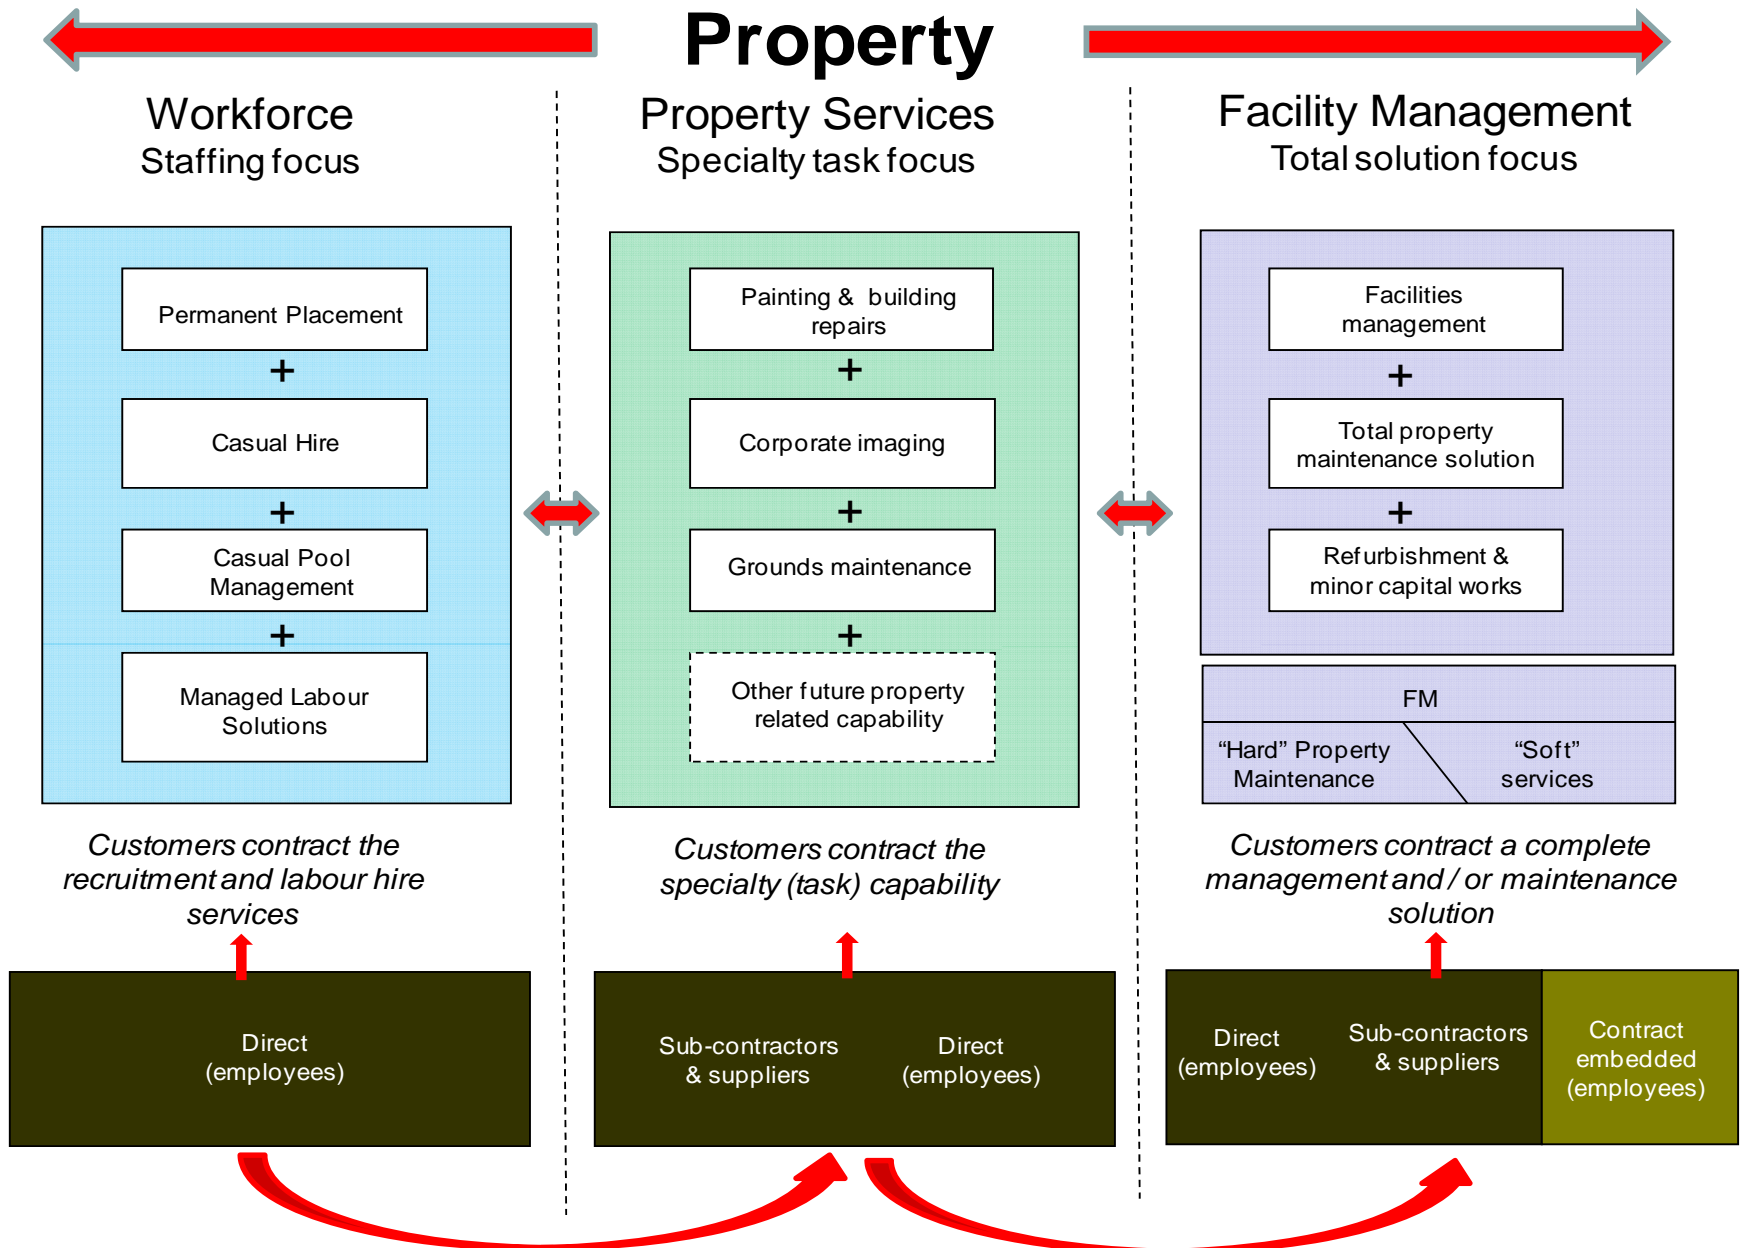 Property
Workforce
Staffing focus
Permanent Placement
+
Casual Hire
+
Casual Pool
Management
+
Managed Labour
Solutions
Customers contract the
recruitment and labour hire
services
Direct
(employees)
Property Services
Specialty task focus
Painting & building
repairs
+
Corporate imaging
+
Grounds maintenance
+
Other future property
related capability
Customers contract the
specialty (task) capability
Sub-contractors
& suppliers
Direct
(employees)
Facility Management
Total solution focus
Facilities
management
+
Total property
maintenance solution
+
Refurbishment &
minor capital works
FM
“Hard” Property
Maintenance
“Soft”
services
Customers contract a complete
management and / or maintenance
solution
Direct
(employees)
Sub-contractors
& suppliers
Contract
embedded
(employees)